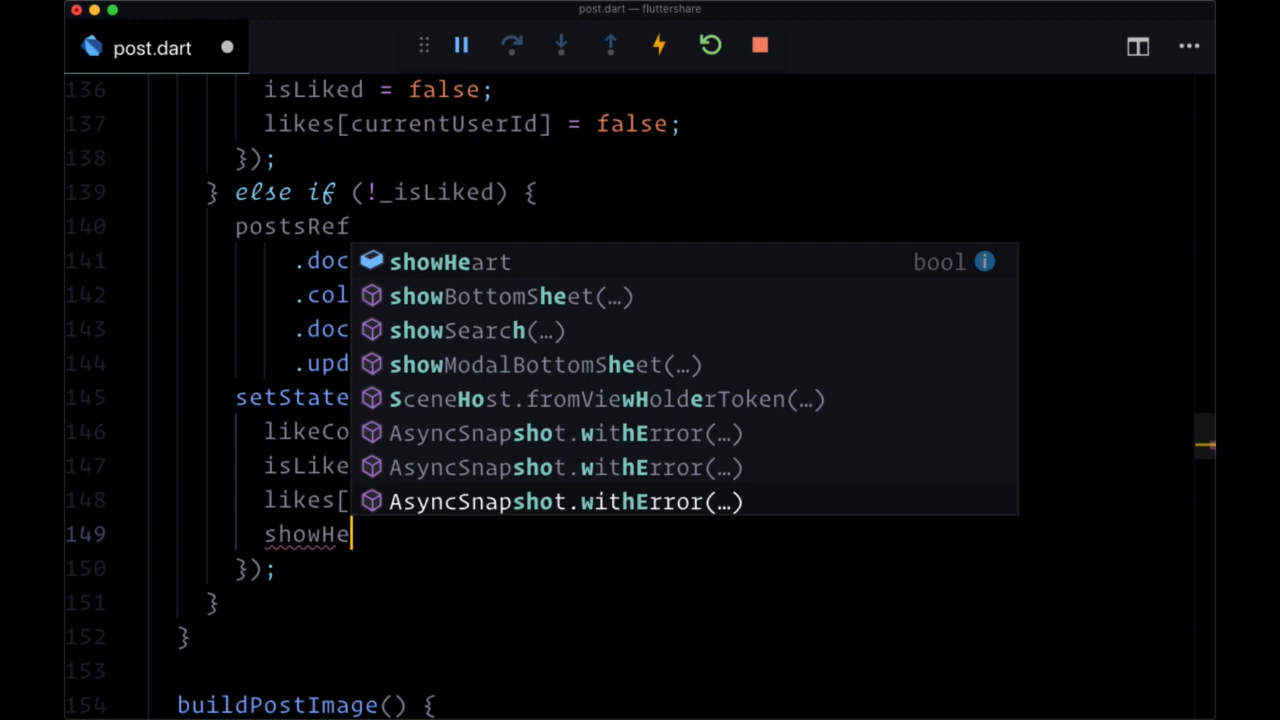 post.dart — fluttershare
post.dart
136 isLiked = false;
137 likes[currentUserId] = false;
138 });
139 } else if (!_isLiked) {
140 postsRef
141 .doc showHeart bool
142 .col showBottomSheet(…)
143 .doc showSearch(…)
144 .upd showModalBottomSheet(…)
145 setState SceneHost.fromViewHolderToken(…)
146 likeCo AsyncSnapshot.withError(…)
147 isLike AsyncSnapshot.withError(…)
148 likes[ AsyncSnapshot.withError(…)
149 showHe
150 });
151 }
152 }
153
154 buildPostImage() {